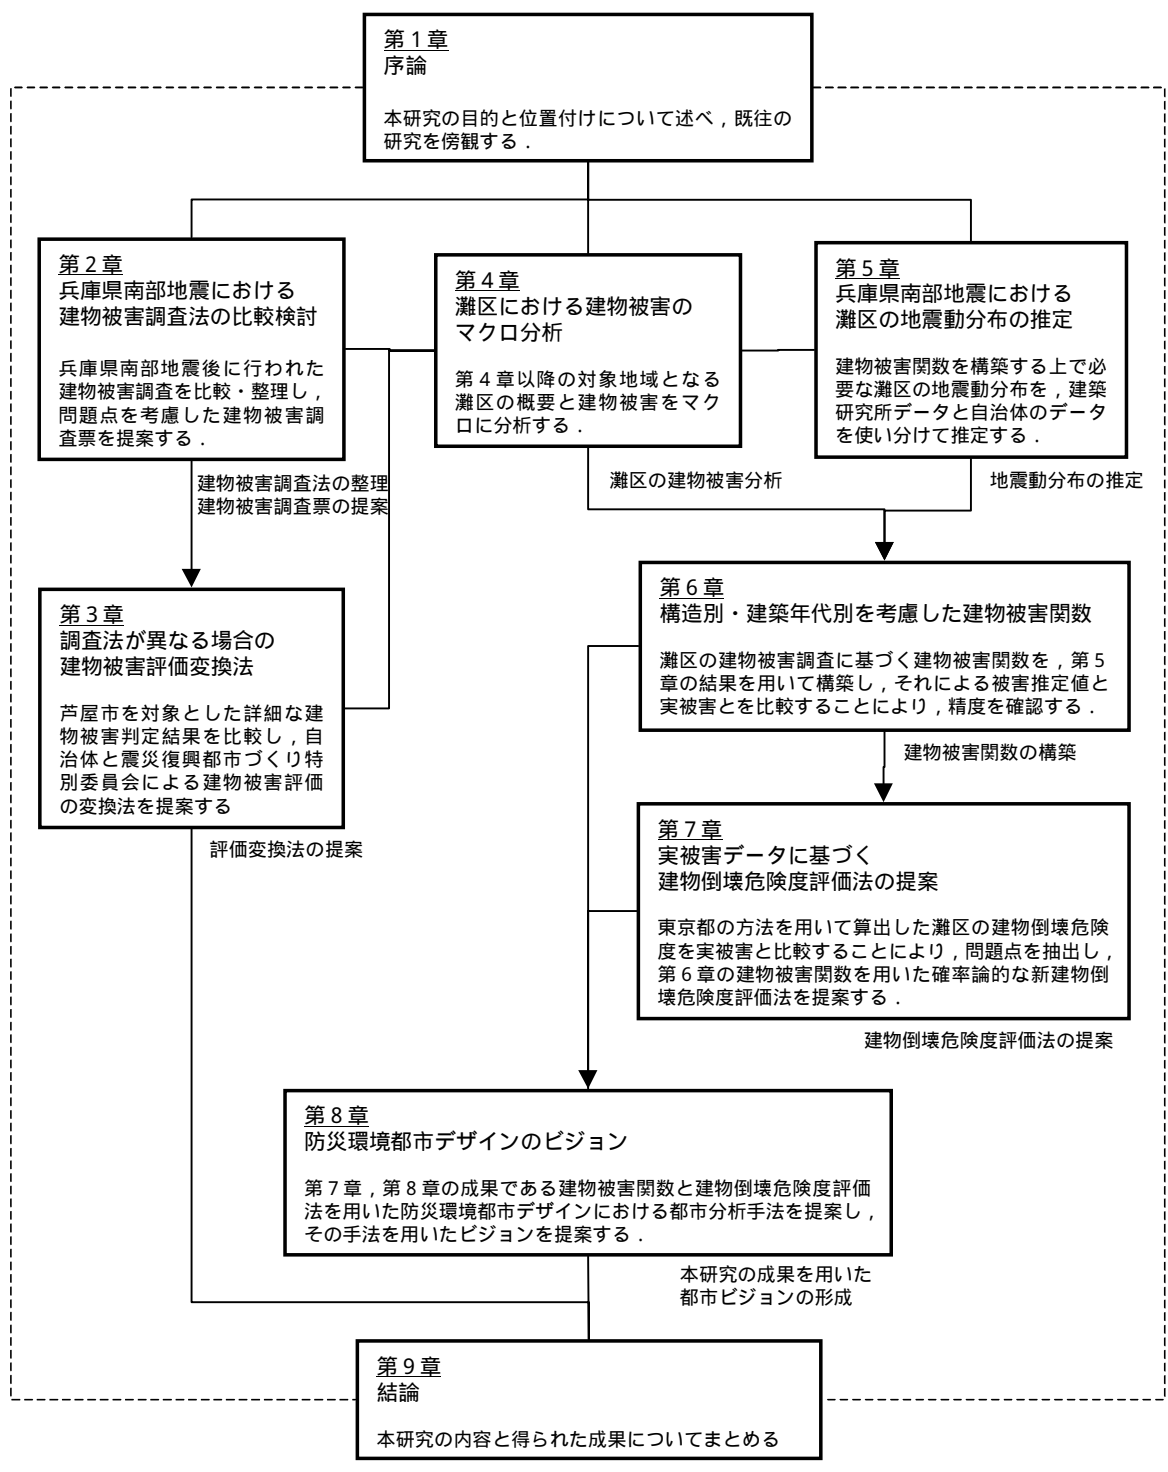 第1章
序論
本研究の目的と位置付けについて述べ，既往の
研究を傍観する．
第2章
兵庫県南部地震における
建物被害調査法の比較検討
兵庫県南部地震後に行われた
建物被害調査を比較・整理し，
問題点を考慮した建物被害調
査票を提案する．
第4章
灘区における建物被害の
マクロ分析
第4章以降の対象地域となる
灘区の概要と建物被害をマク
ロに分析する．
第5章
兵庫県南部地震における
灘区の地震動分布の推定
建物被害関数を構築する上で必
要な灘区の地震動分布を，建築
研究所データと自治体のデータ
を使い分けて推定する．
建物被害調査法の整理
建物被害調査票の提案
灘区の建物被害分析
地震動分布の推定
第3章
調査法が異なる場合の
建物被害評価変換法
芦屋市を対象とした詳細な建
物被害判定結果を比較し，自
治体と震災復興都市づくり特
別委員会による建物被害評価
の変換法を提案する
評価変換法の提案
第6章
構造別・建築年代別を考慮した建物被害関数
灘区の建物被害調査に基づく建物被害関数を，第5
章の結果を用いて構築し，それによる被害推定値と
実被害とを比較することにより，精度を確認する．
建物被害関数の構築
第7章
実被害データに基づく
建物倒壊危険度評価法の提案
東京都の方法を用いて算出した灘区の建物倒壊危険
度を実被害と比較することにより，問題点を抽出し，
第6章の建物被害関数を用いた確率論的な新建物倒
壊危険度評価法を提案する．
建物倒壊危険度評価法の提案
第8章
防災環境都市デザインのビジョン
第7章，第8章の成果である建物被害関数と建物倒壊危険度評価
法を用いた防災環境都市デザインにおける都市分析手法を提案し，
その手法を用いたビジョンを提案する．
本研究の成果を用いた
都市ビジョンの形成
第9章
結論
本研究の内容と得られた成果についてまとめる